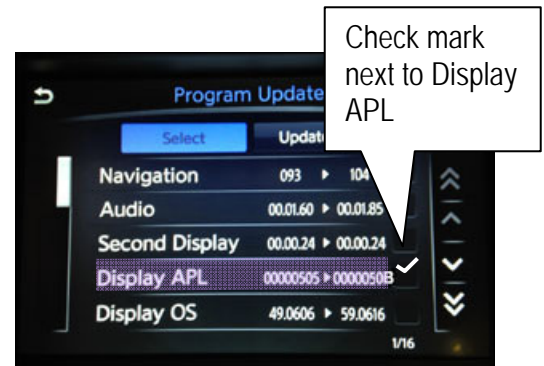 Check mark
next to Display
APL
Program Update
Select
Updat
Navigation 093 ▸ 104
Audio 00.01.60 ▸ 00.01.85
Second Display 00.00.24 ▸ 00.00.24
Display APL 00000505 ▸ 0000050B
Display OS 49.0606 ▸ 59.0616
1/16